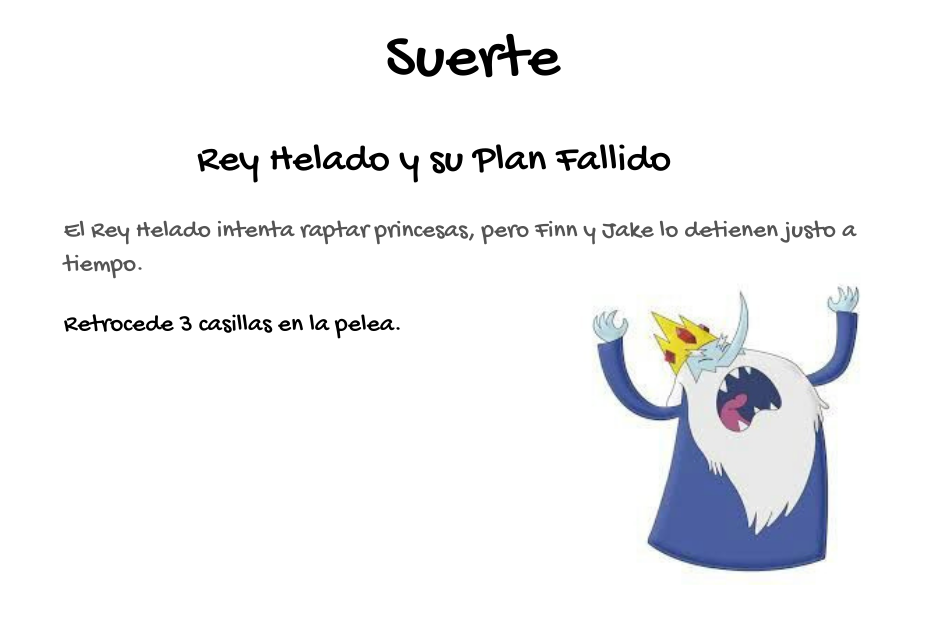 Suerte
Rey Helado y su Plan Fallido
El Rey Helado intenta raptar princesas, pero Finn y Jake lo detienen justo a
tiempo.
Retrocede 3 casillas en la pelea.